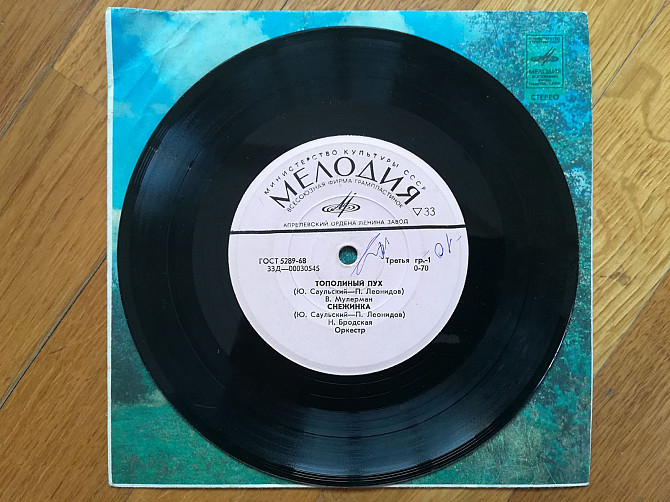 МИНИСТЕРСТВО КУЛЬТУРЫ СССР
МЕЛОДИЯ
ВСЕСОЮЗНАЯ ФИРМА ГРАМПЛАСТИНОК
▽33
АПРЕЛЕВСКИЙ ОРДЕНА ЛЕНИНА ЗАВОД
ГОСТ 5289-68
33Д—00030545
Третья гр.-1
0-70
ТОПОЛИНЫЙ ПУХ
(Ю. Саульский—П. Леонидов)
В. Мулерман
СНЕЖИНКА
(Ю. Саульский—П. Леонидов)
Н. Бродская
Оркестр
МЕЛОДИЯ
СТЕРЕО